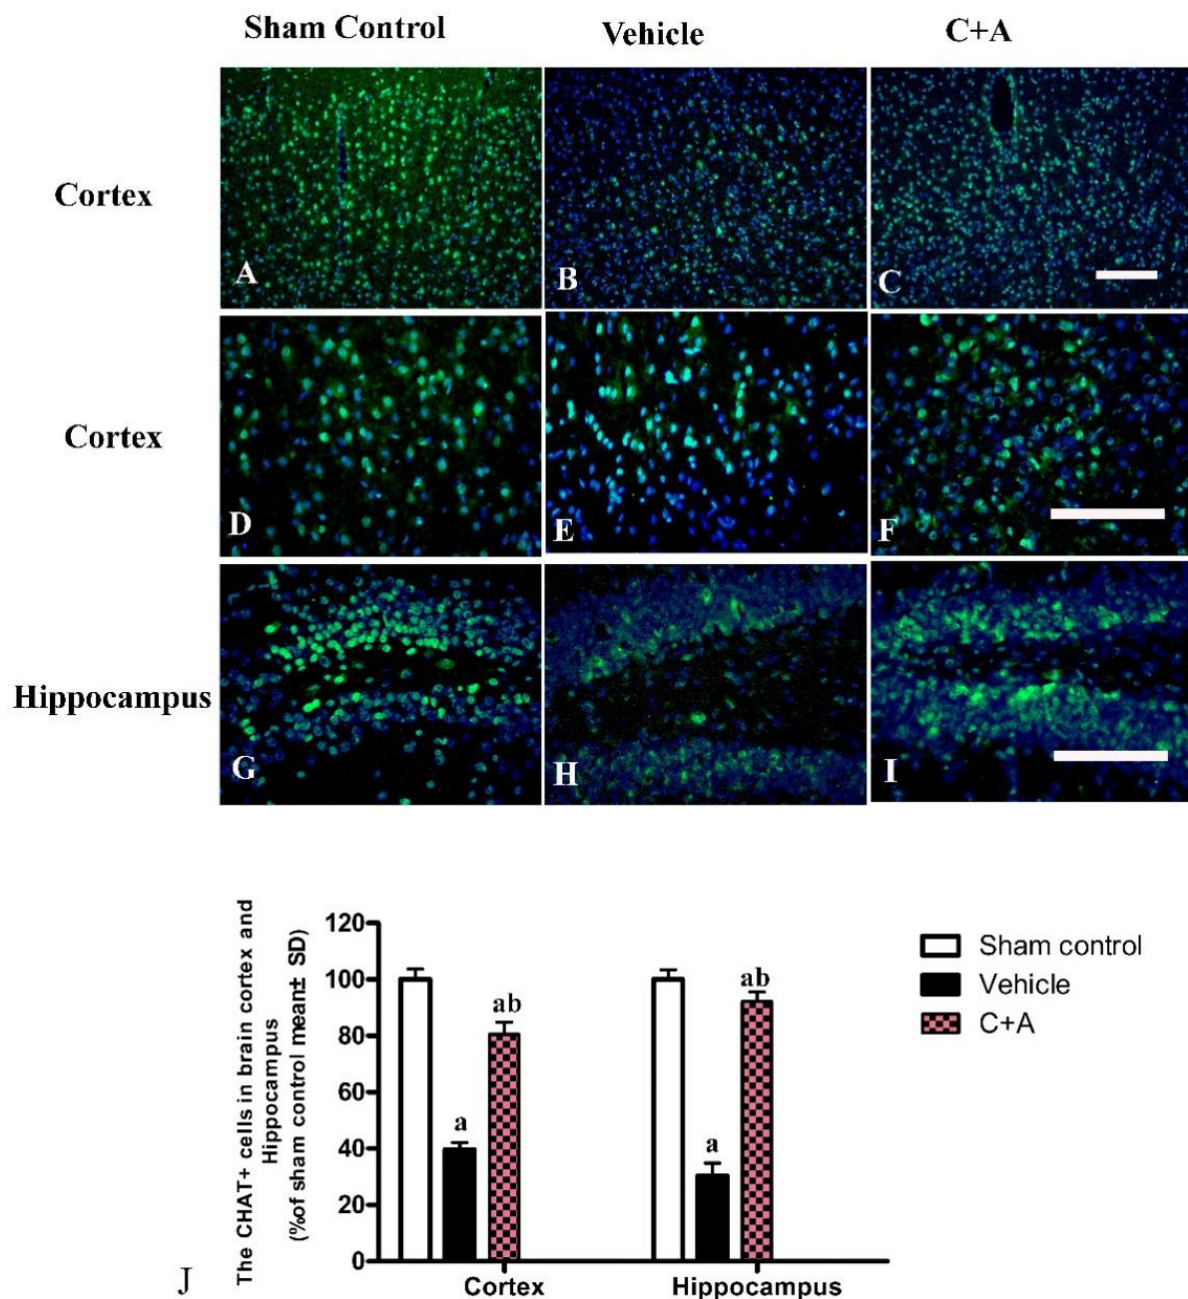 Sham Control Vehicle C+A
Cortex
A B C
Cortex
D E F
Hippocampus
G H I
The CHAT+ cells in brain cortex and
Hippocampus
(%of sham control mean± SD)
120
100
80
60
40
20
0
a ab
a ab
Cortex Hippocampus
Sham control
Vehicle
C+A
J